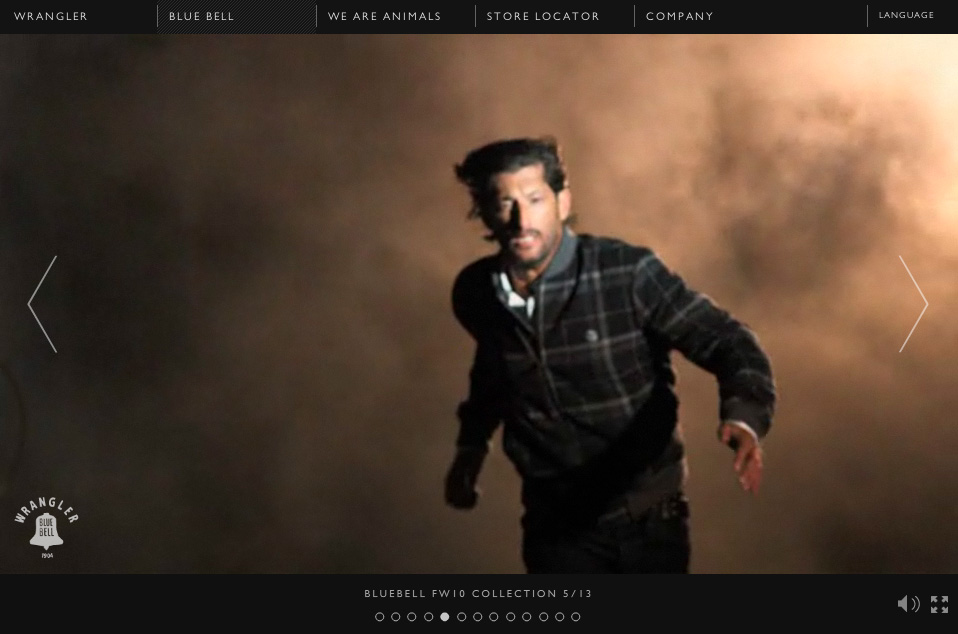 WRANGLER
BLUE BELL
WE ARE ANIMALS
STORE LOCATOR
COMPANY
LANGUAGE
WRANGLER
BLUE
BELL
1904
BLUEBELL FW10 COLLECTION 5/13